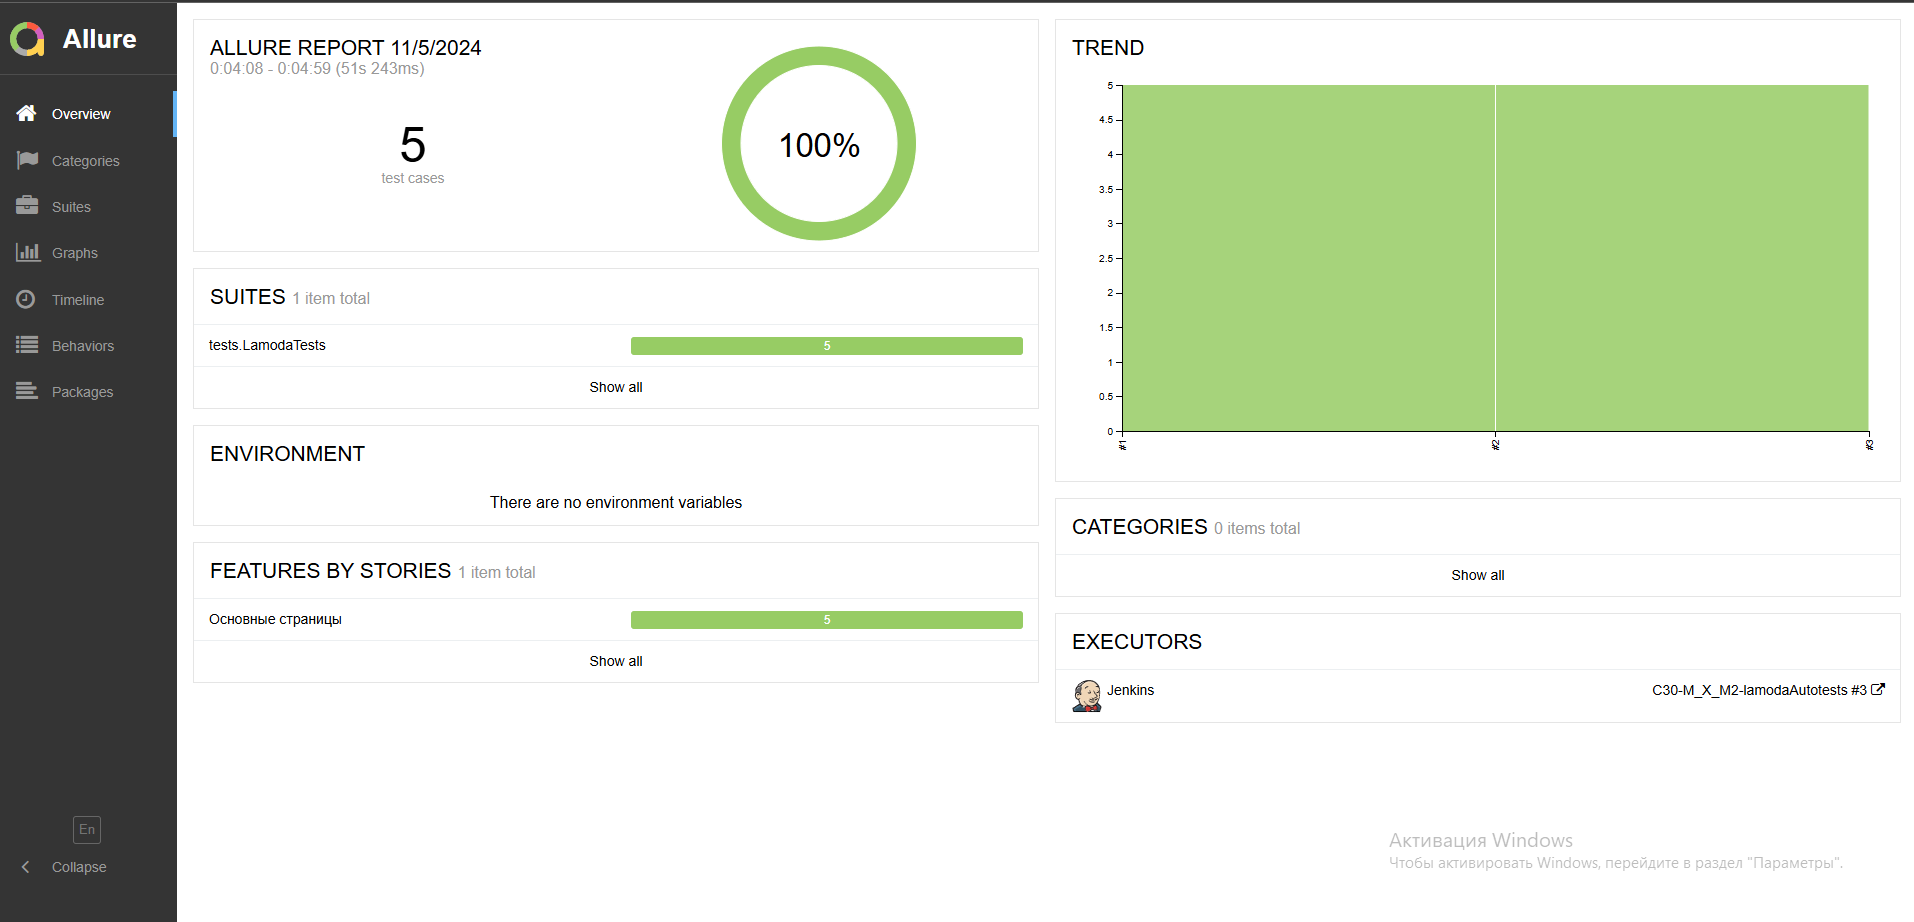 Allure
Overview
Categories
Suites
Graphs
Timeline
Behaviors
Packages
En
Collapse
ALLURE REPORT 11/5/2024
0:04:08 - 0:04:59 (51s 243ms)
5
test cases
100%
SUITES 1 item total
tests.LamodaTests 5
Show all
ENVIRONMENT
There are no environment variables
FEATURES BY STORIES 1 item total
Основные страницы 5
Show all
TREND
5
4.5
4
3.5
3
2.5
2
1.5
1
0.5
0
#1 #2 #3
CATEGORIES 0 items total
Show all
EXECUTORS
Jenkins C30-M_X_M2-lamodaAutotests #3
Активация Windows
Чтобы активировать Windows, перейдите в раздел "Параметры".